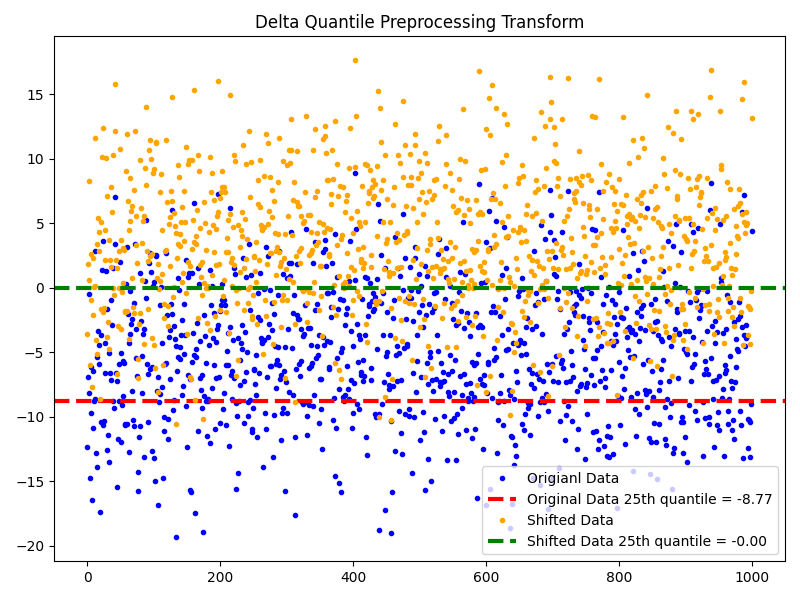 Delta Quantile Preprocessing Transform
15
10
5
0
−5
−10
−15
−20
0
200
400
600
800
1000
Origianl Data
Original Data 25th quantile = -8.77
Shifted Data
Shifted Data 25th quantile = -0.00